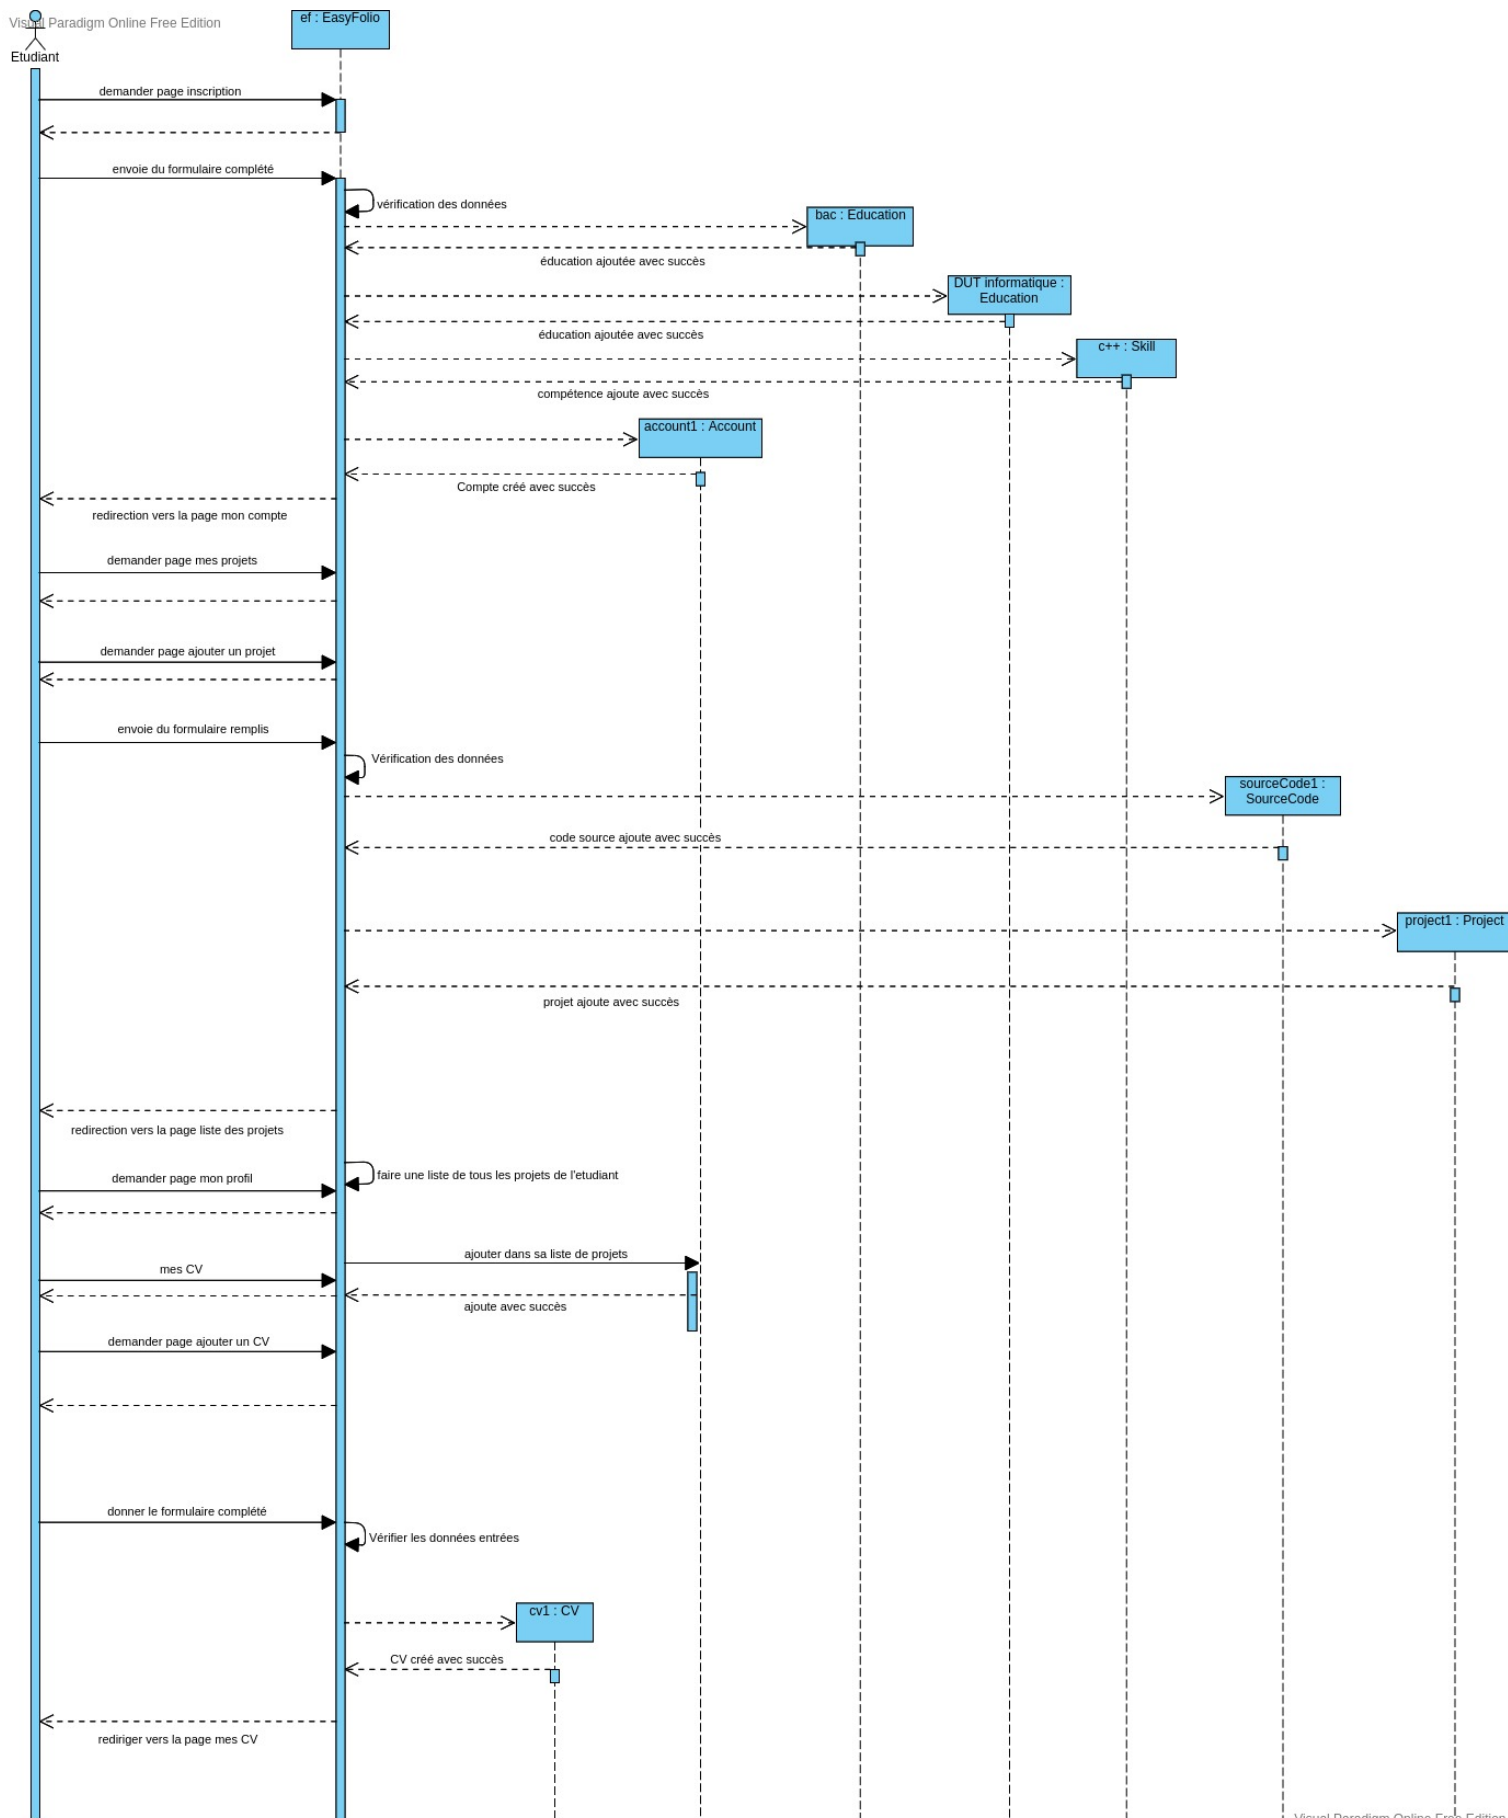 Visual Paradigm Online Free Edition
ef : EasyFolio
Etudiant
demander page inscription
envoie du formulaire complété
vérification des données
bac : Education
éducation ajoutée avec succès
DUT informatique :
Education
éducation ajoutée avec succès
c++ : Skill
compétence ajoute avec succès
account1 : Account
Compte créé avec succès
redirection vers la page mon compte
demander page mes projets
demander page ajouter un projet
envoie du formulaire remplis
Vérification des données
sourceCode1 :
SourceCode
code source ajoute avec succès
project1 : Project
projet ajoute avec succès
redirection vers la page liste des projets
faire une liste de tous les projets de l'etudiant
demander page mon profil
ajouter dans sa liste de projets
mes CV
ajoute avec succès
demander page ajouter un CV
donner le formulaire complété
Vérifier les données entrées
cv1 : CV
CV créé avec succès
rediriger vers la page mes CV
Visual Paradigm Online Free Edition